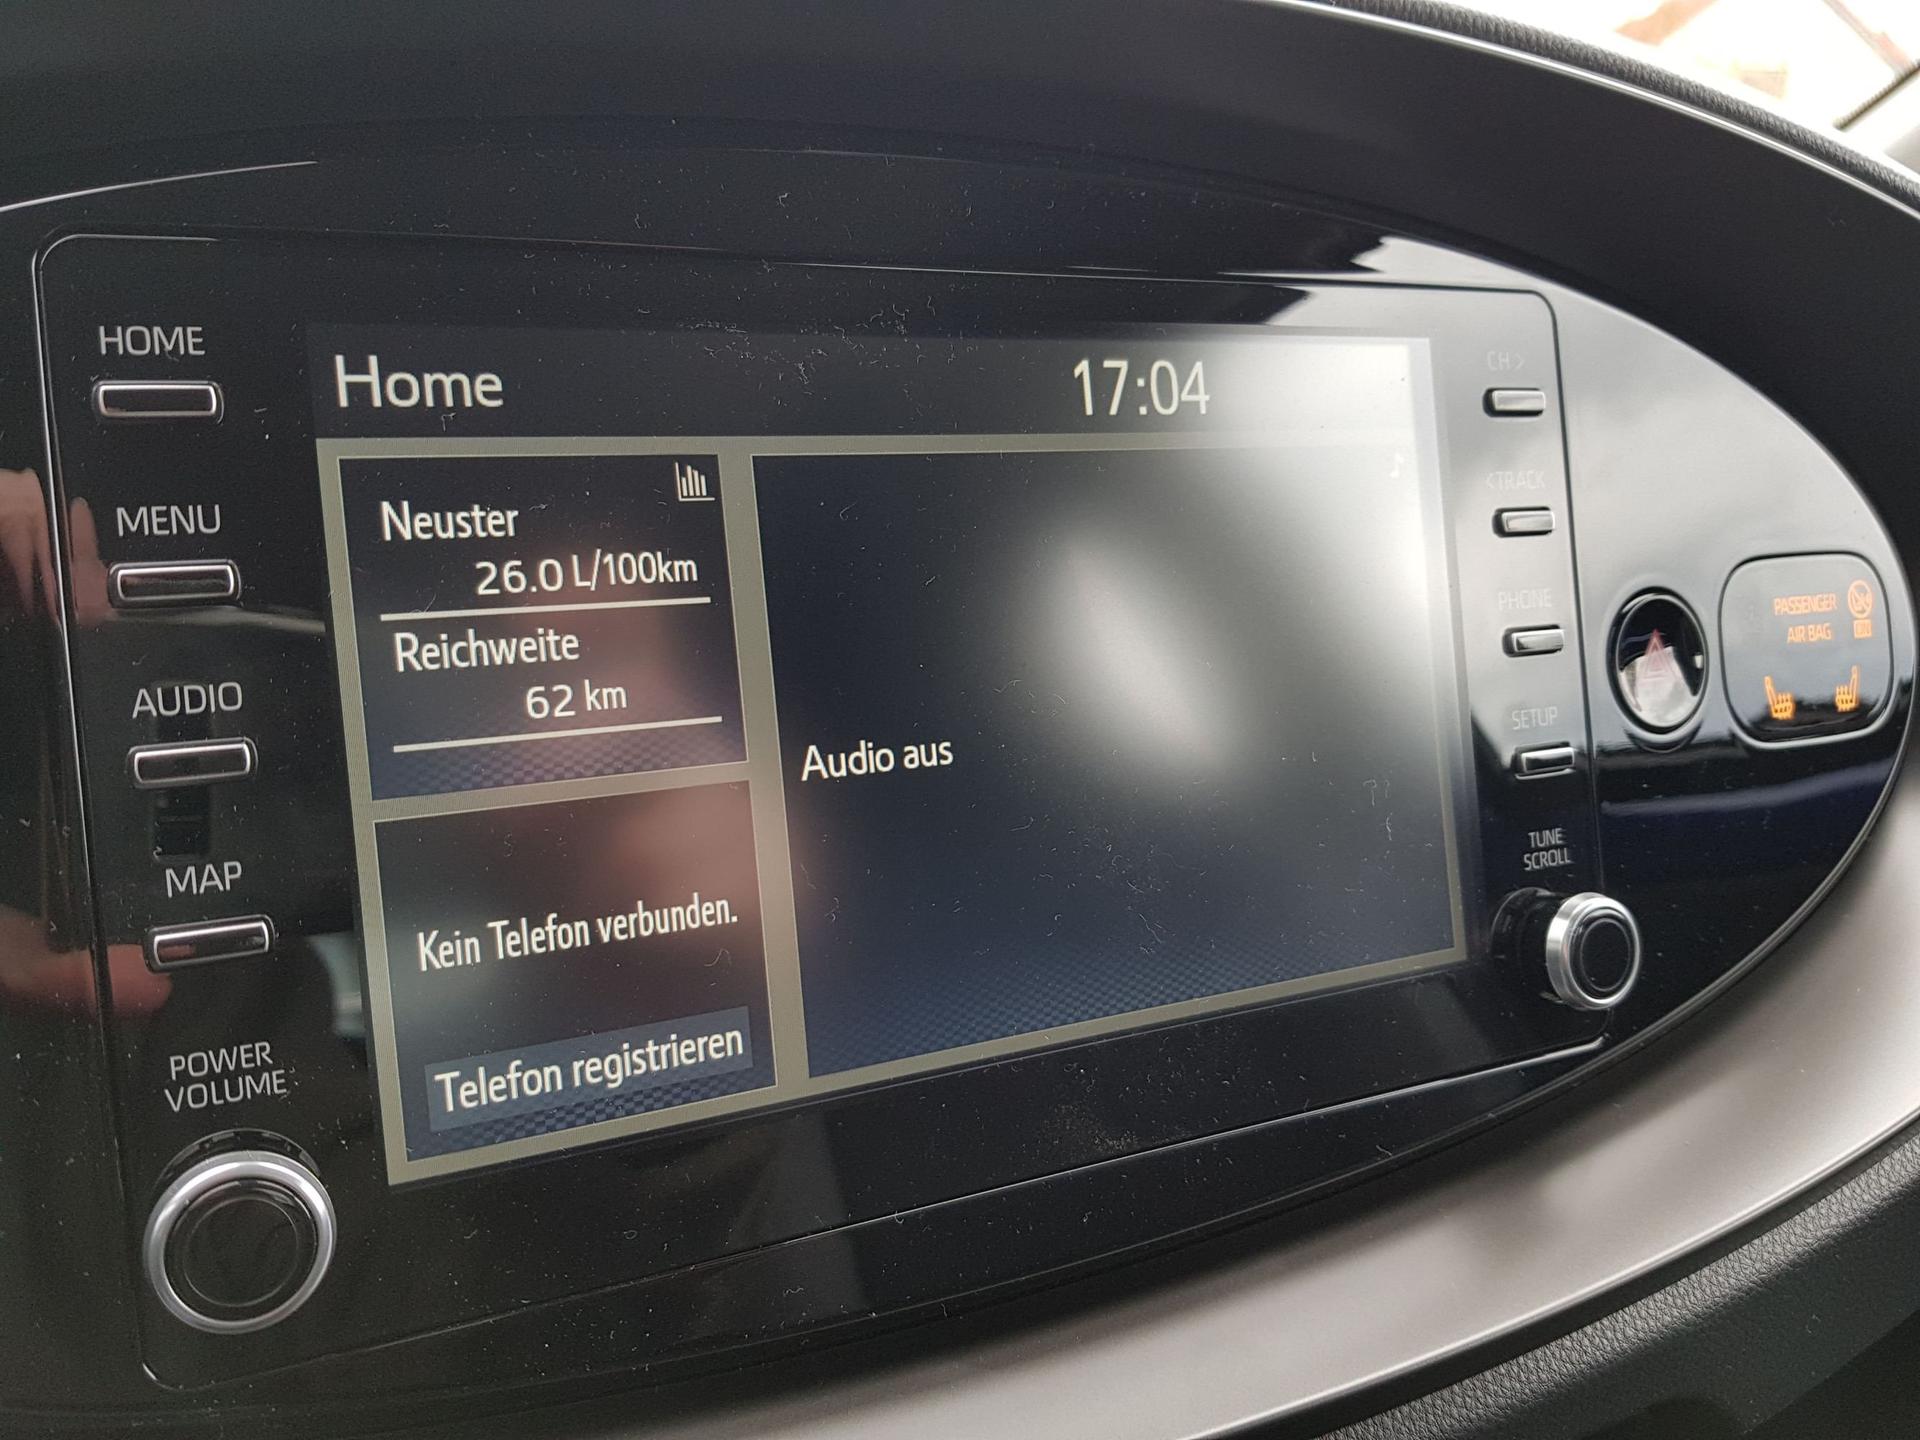 HOME
MENU
AUDIO
MAP
POWER
VOLUME
Home
17:04
Neuster
26.0 L/100km
Reichweite
62 km
Kein Telefon verbunden.
Telefon registrieren
Audio aus
CH >
< TRACK
PHONE
SETUP
TUNE
SCROLL
PASSENGER
AIR BAG